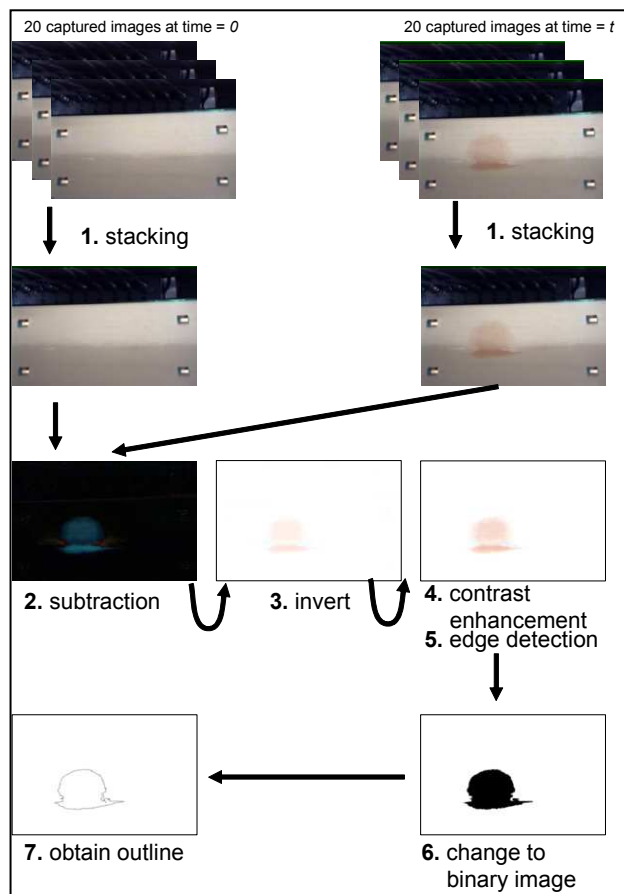 20 captured images at time = 0
20 captured images at time = t
1. stacking
1. stacking
2. subtraction
3. invert
4. contrast
enhancement
5. edge detection
7. obtain outline
6. change to
binary image